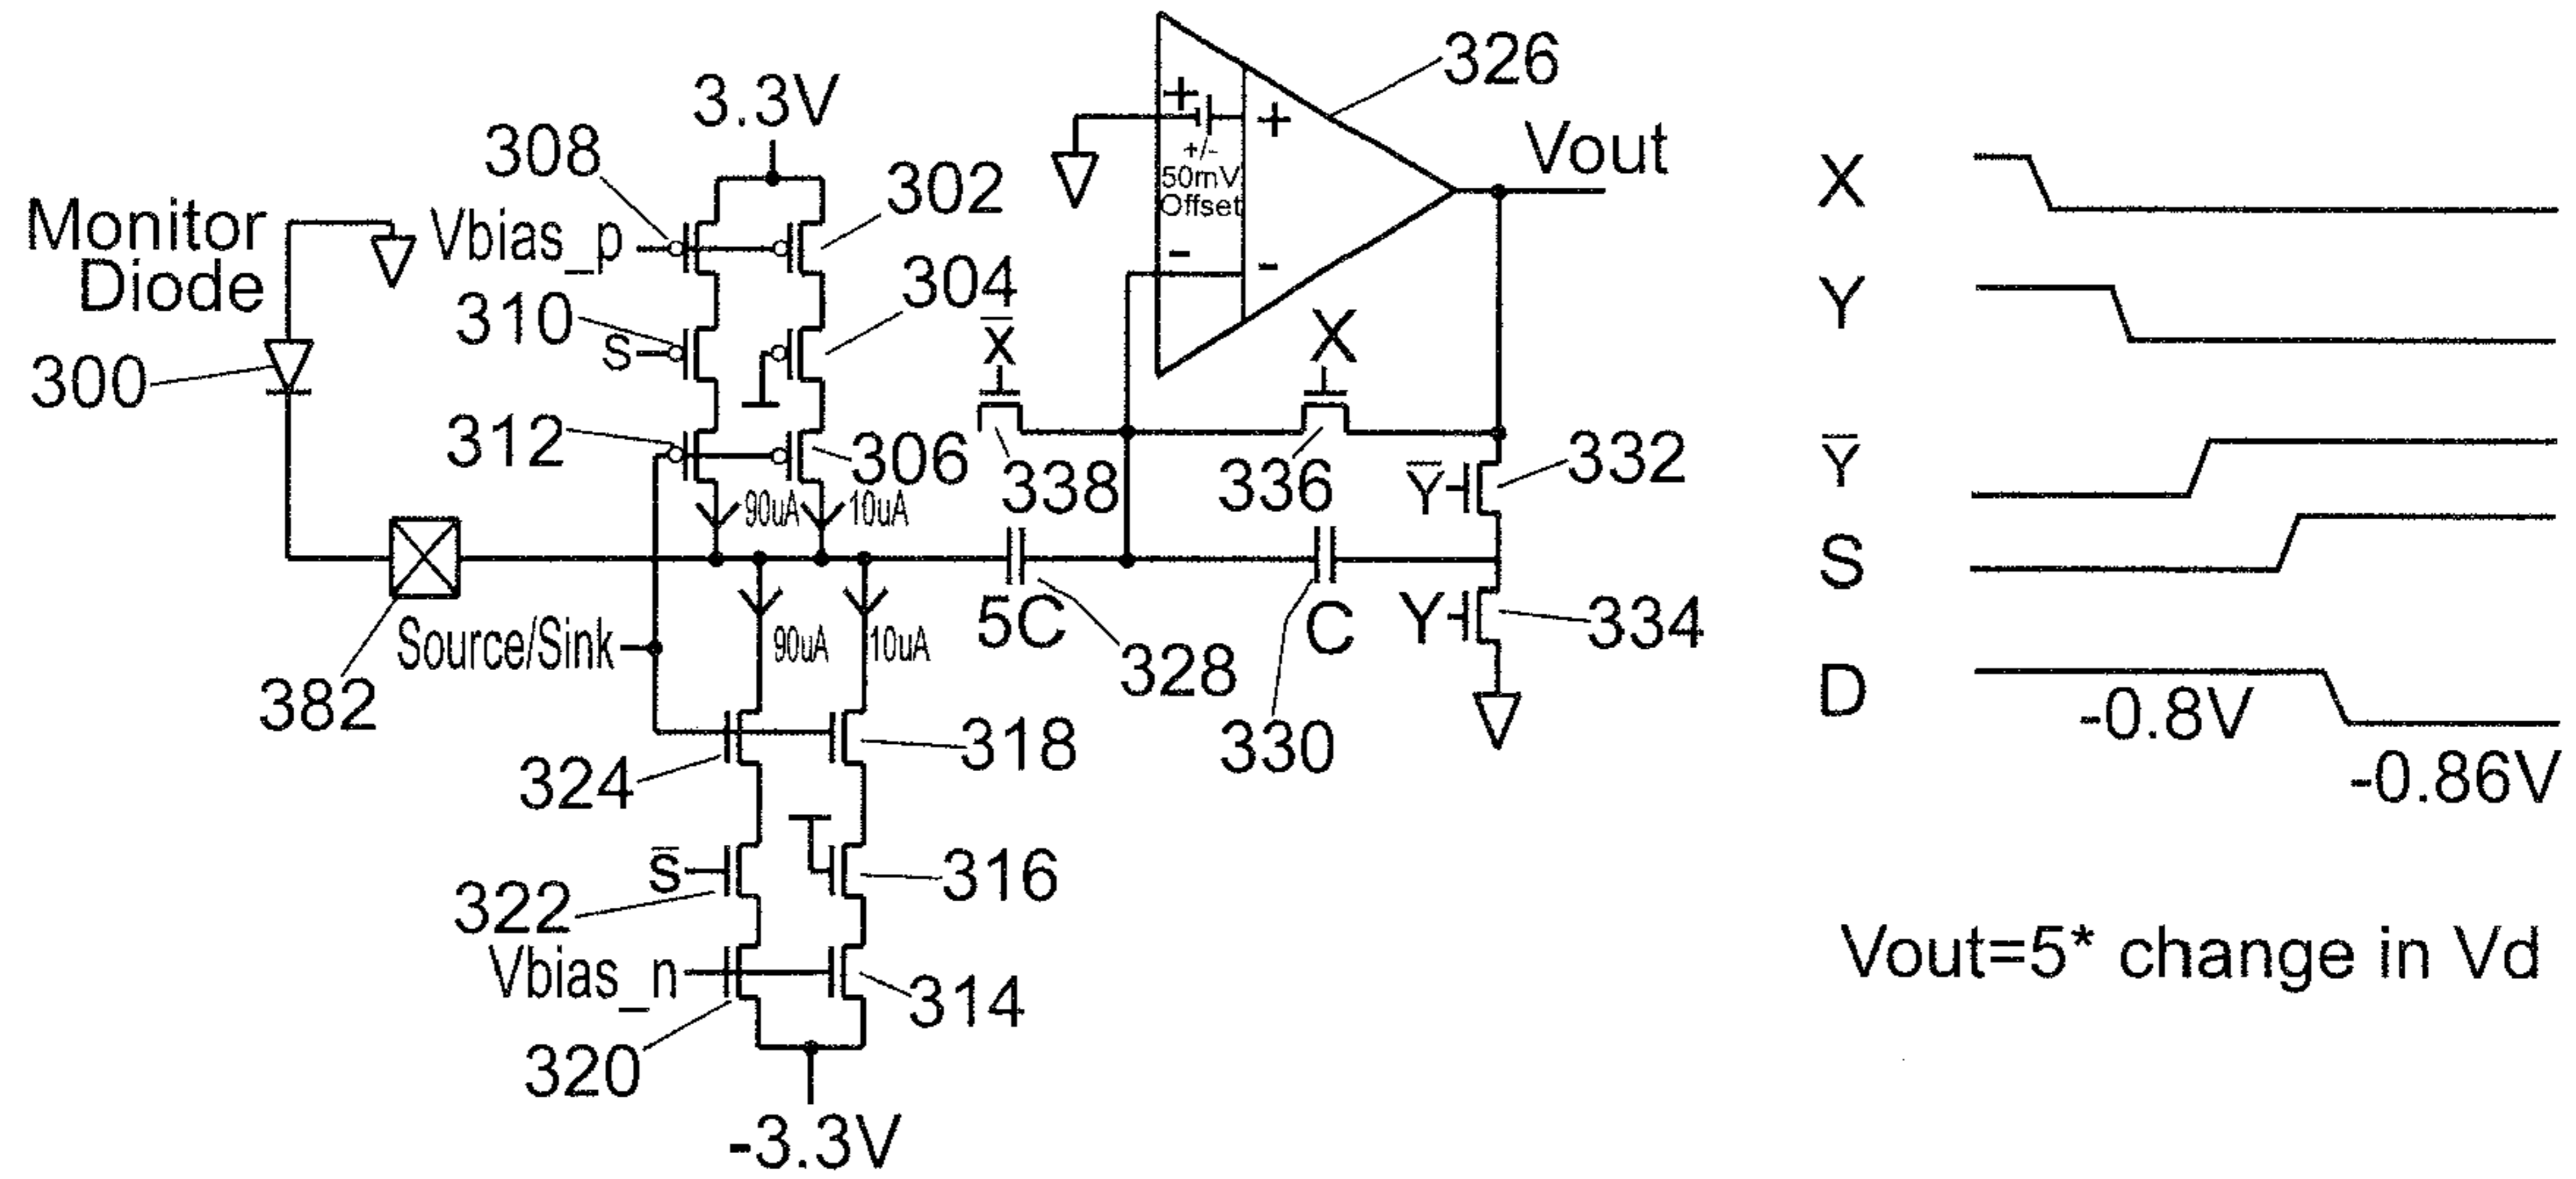 326
3.3V
308
302
Vout
+
+
+/-
50mV
Offset
-
-
X
Monitor
Diode
Vbias_p
304
310
S
X̅
X
Y
300
312
306
338
336
Y̅
332
Y̅
90uA
10uA
S
382
Source/Sink
90uA
10uA
5C
328
C
330
Y
334
D
-0.8V
-0.86V
324
318
S̅
322
316
Vbias_n
320
314
-3.3V
Vout=5* change in Vd